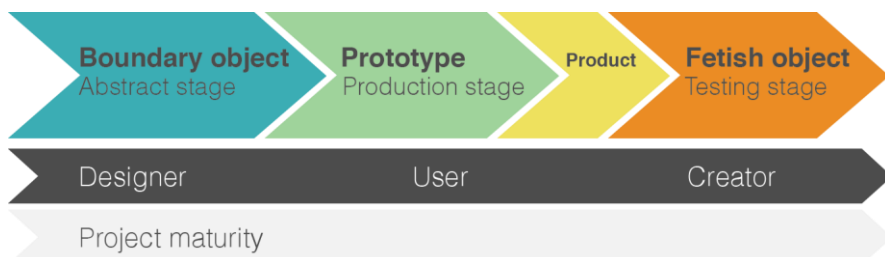 Boundary object
Abstract stage
Prototype
Production stage
Product
Fetish object
Testing stage
Designer
User
Creator
Project maturity